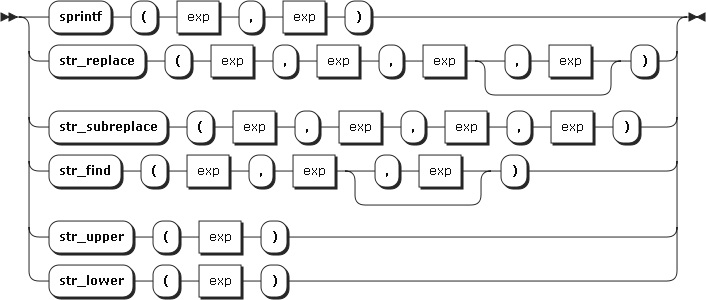 sprintf ( exp , exp )
str_replace ( exp , exp , exp , exp )
str_subreplace ( exp , exp , exp , exp )
str_find ( exp , exp , exp )
str_upper ( exp )
str_lower ( exp )